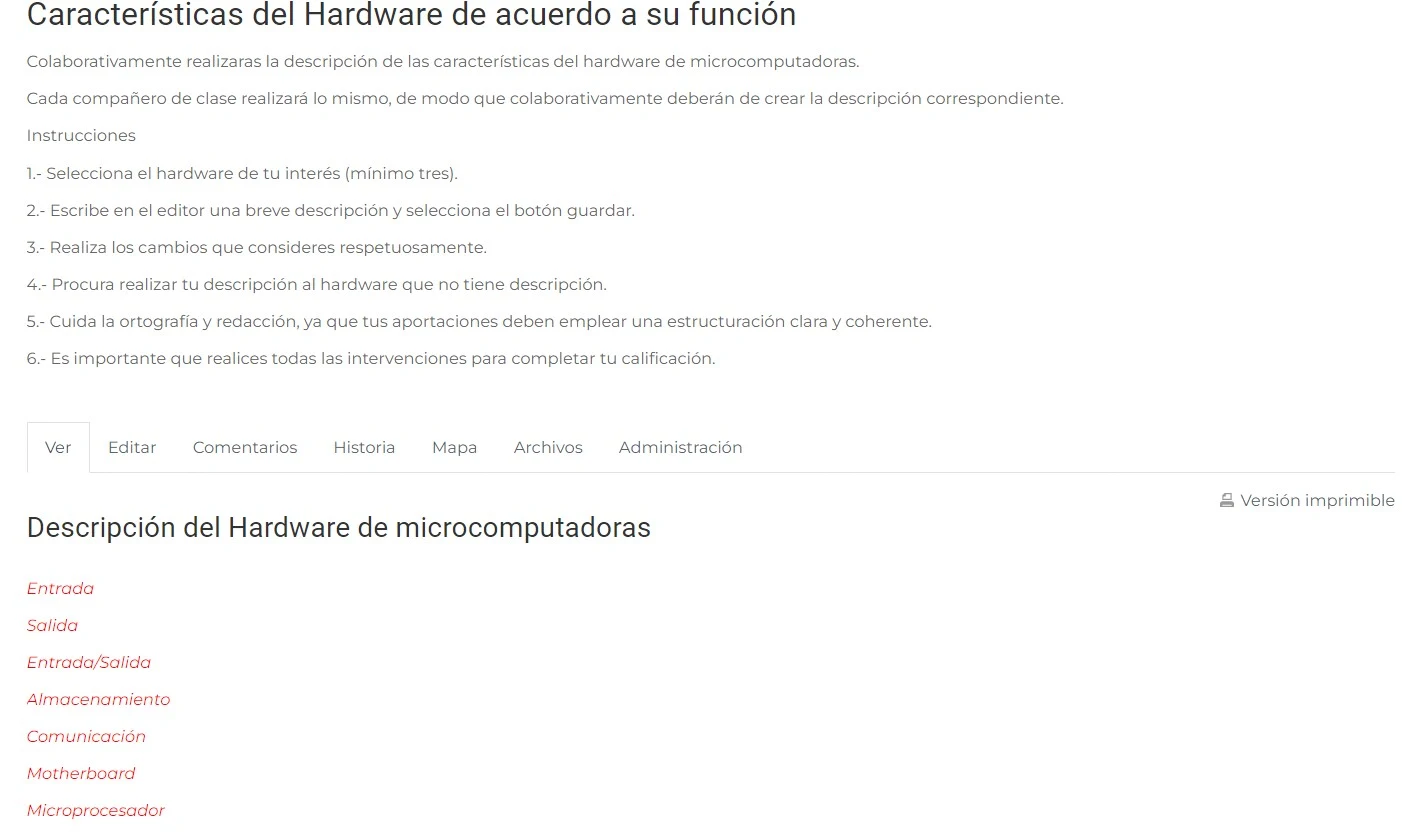 Características del Hardware de acuerdo a su función
Colaborativamente realizaras la descripción de las características del hardware de microcomputadoras.
Cada compañero de clase realizará lo mismo, de modo que colaborativamente deberán de crear la descripción correspondiente.
Instrucciones
1.- Selecciona el hardware de tu interés (mínimo tres).
2.- Escribe en el editor una breve descripción y selecciona el botón guardar.
3.- Realiza los cambios que consideres respetuosamente.
4.- Procura realizar tu descripción al hardware que no tiene descripción.
5.- Cuida la ortografía y redacción, ya que tus aportaciones deben emplear una estructuración clara y coherente.
6.- Es importante que realices todas las intervenciones para completar tu calificación.
Ver Editar Comentarios Historia Mapa Archivos Administración
Versión imprimible
Descripción del Hardware de microcomputadoras
Entrada
Salida
Entrada/Salida
Almacenamiento
Comunicación
Motherboard
Microprocesador